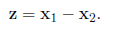 z = x₁ − x₂.